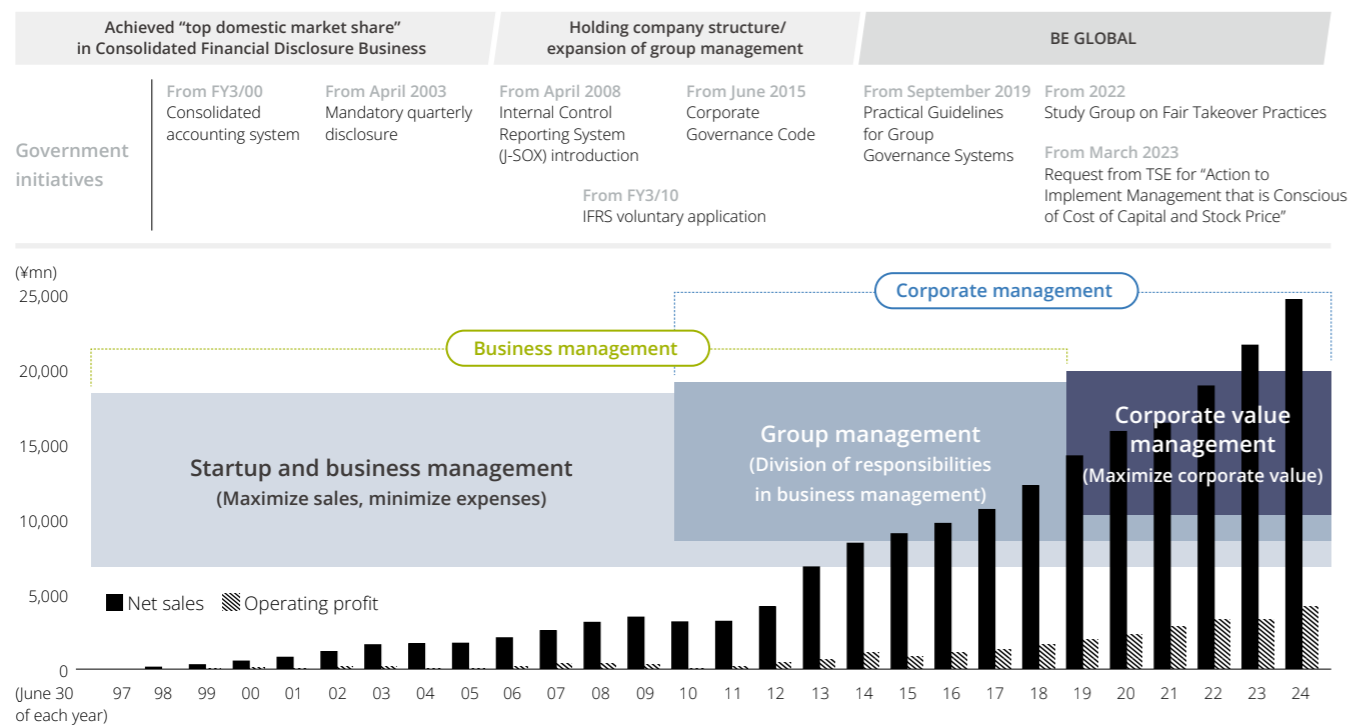 Achieved “top domestic market share”
in Consolidated Financial Disclosure Business
Holding company structure/
expansion of group management
BE GLOBAL
Government
initiatives
From FY3/00
Consolidated
accounting system
From April 2003
Mandatory quarterly
disclosure
From April 2008
Internal Control
Reporting System
(J-SOX) introduction
From FY3/10
IFRS voluntary application
From June 2015
Corporate
Governance Code
From September 2019
Practical Guidelines
for Group
Governance Systems
From 2022
Study Group on Fair Takeover Practices
From March 2023
Request from TSE for “Action to
Implement Management that is Conscious
of Cost of Capital and Stock Price”
(¥mn)
25,000
20,000
15,000
10,000
5,000
0
Corporate management
Business management
Startup and business management
(Maximize sales, minimize expenses)
Group management
(Division of responsibilities
in business management)
Corporate value
management
(Maximize corporate value)
Net sales
Operating profit
(June 30
of each year)
97 98 99 00 01 02 03 04 05 06 07 08 09 10 11 12 13 14 15 16 17 18 19 20 21 22 23 24